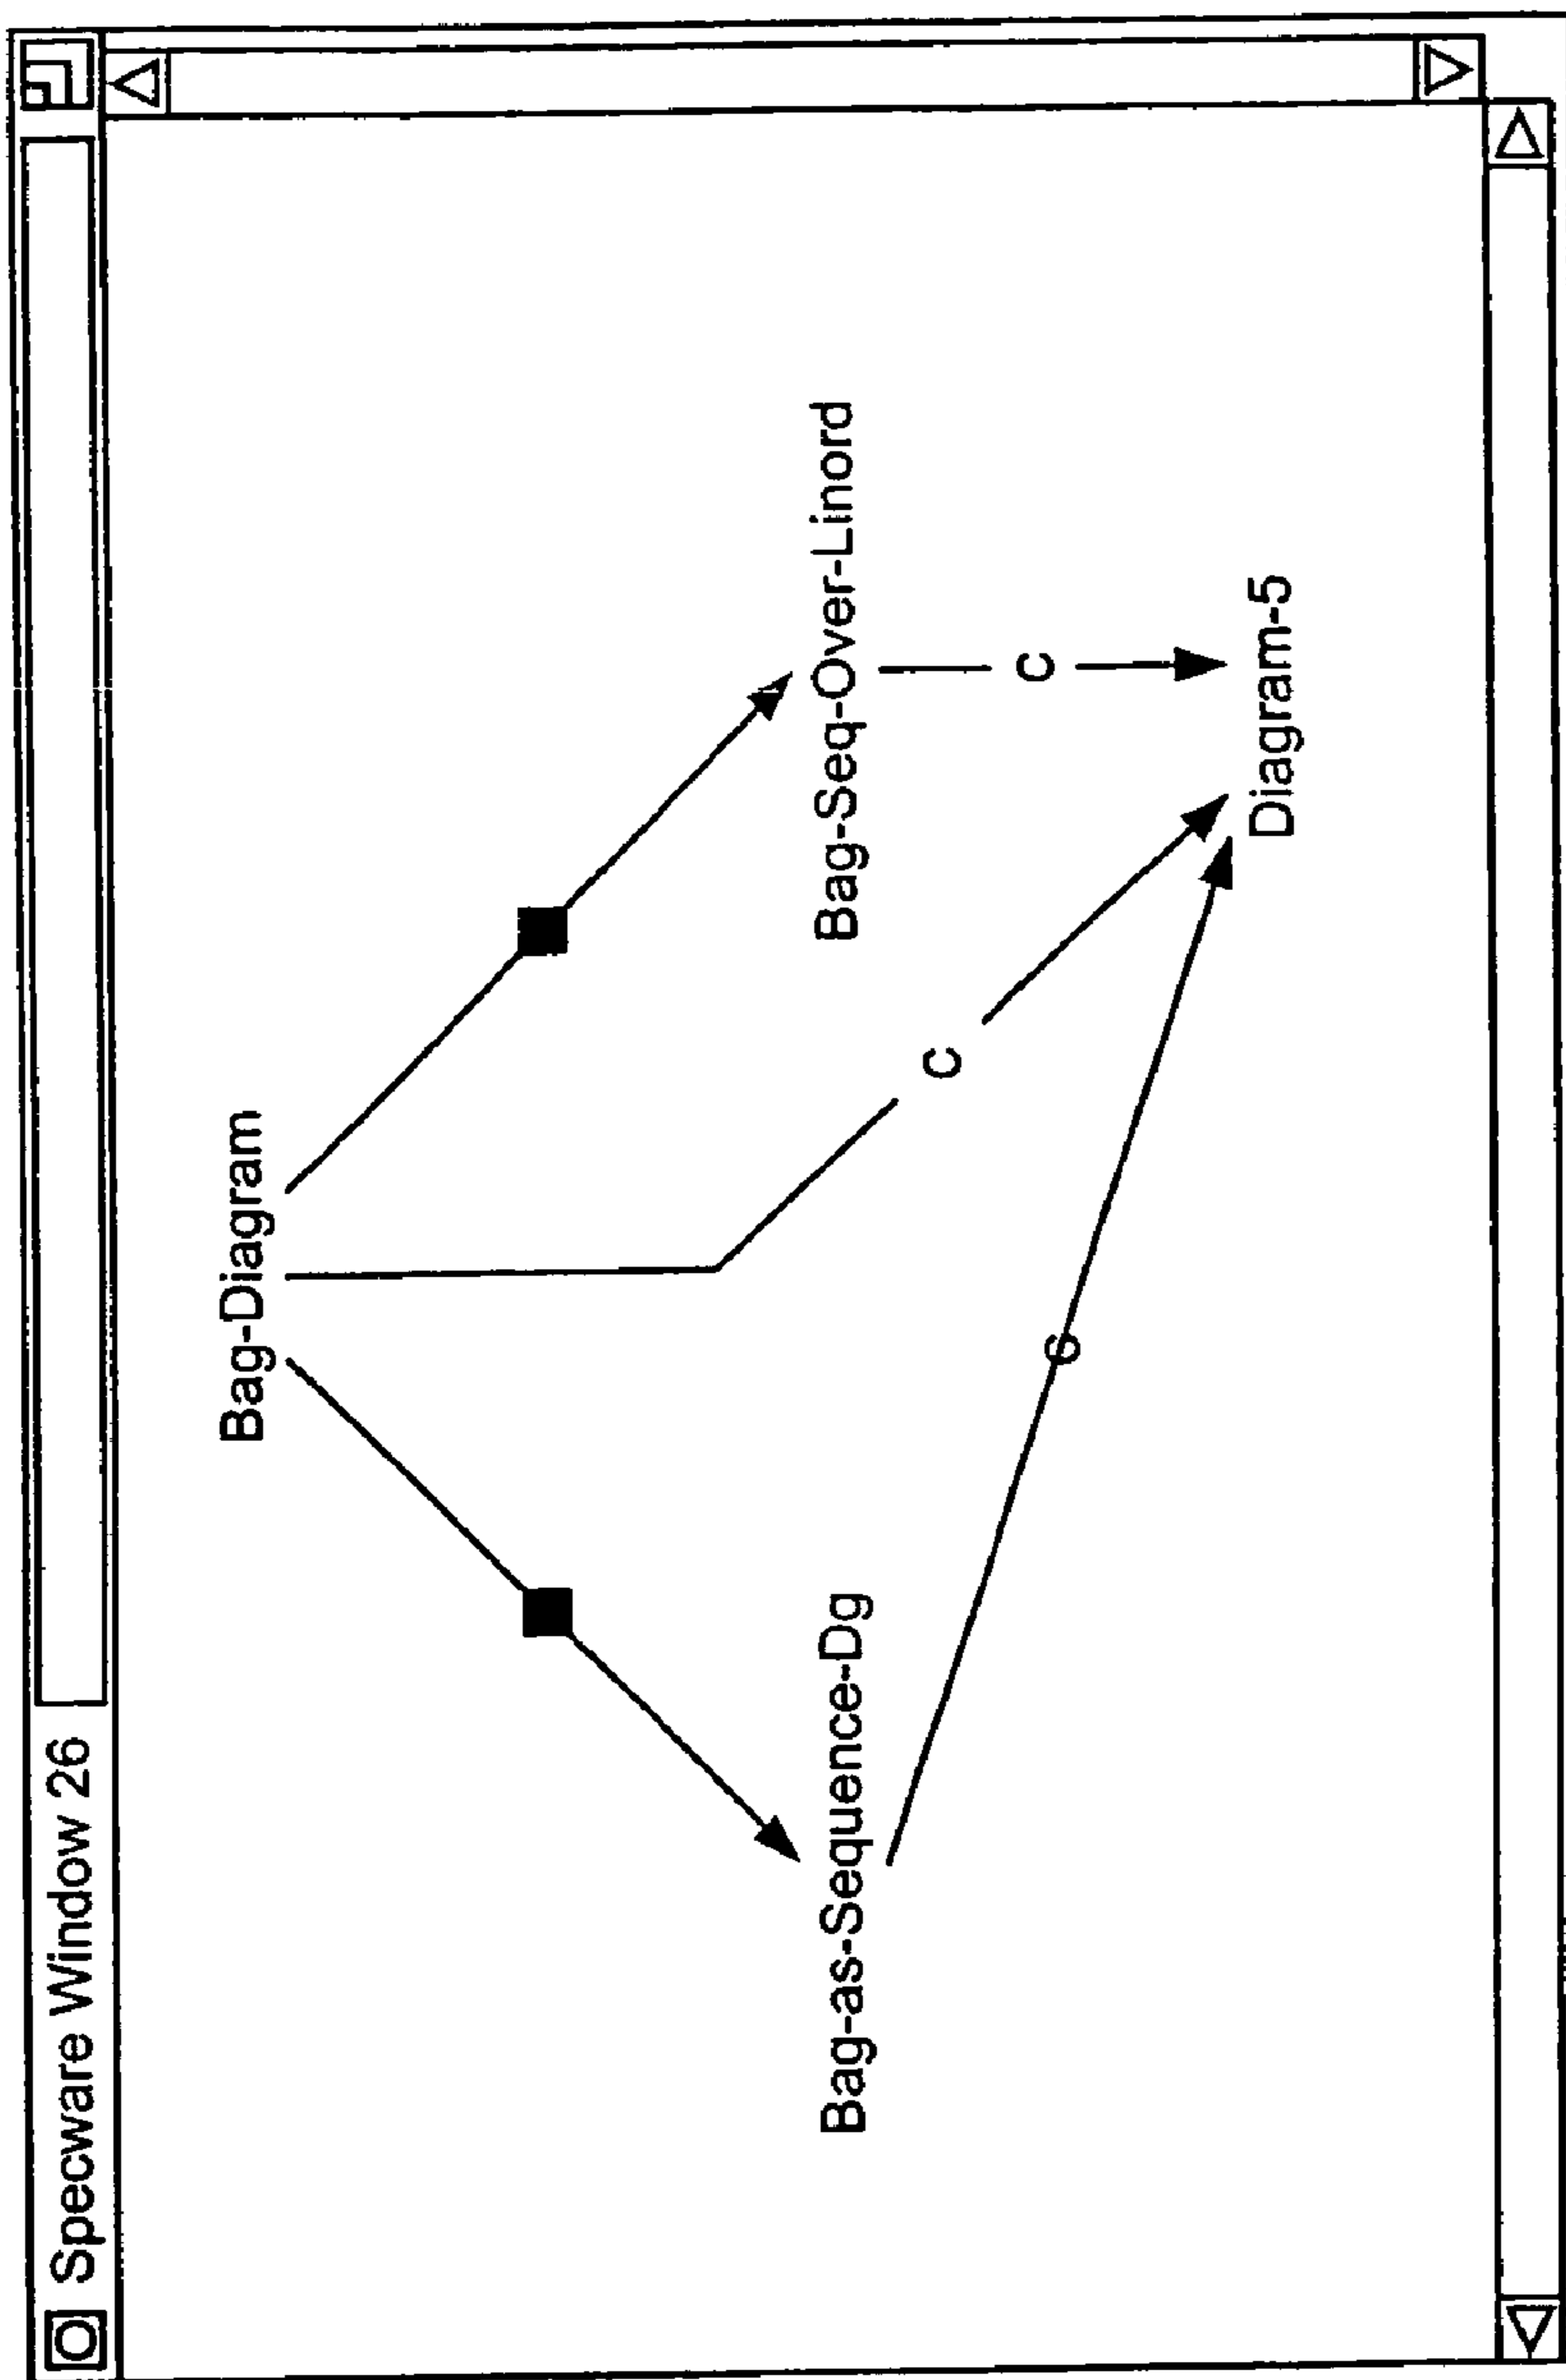 Specware Window 26
Bag-Diagram
Bag-as-Sequence-Dg
Bag-Seq-Over-Linord
c
c
c
Diagram-5